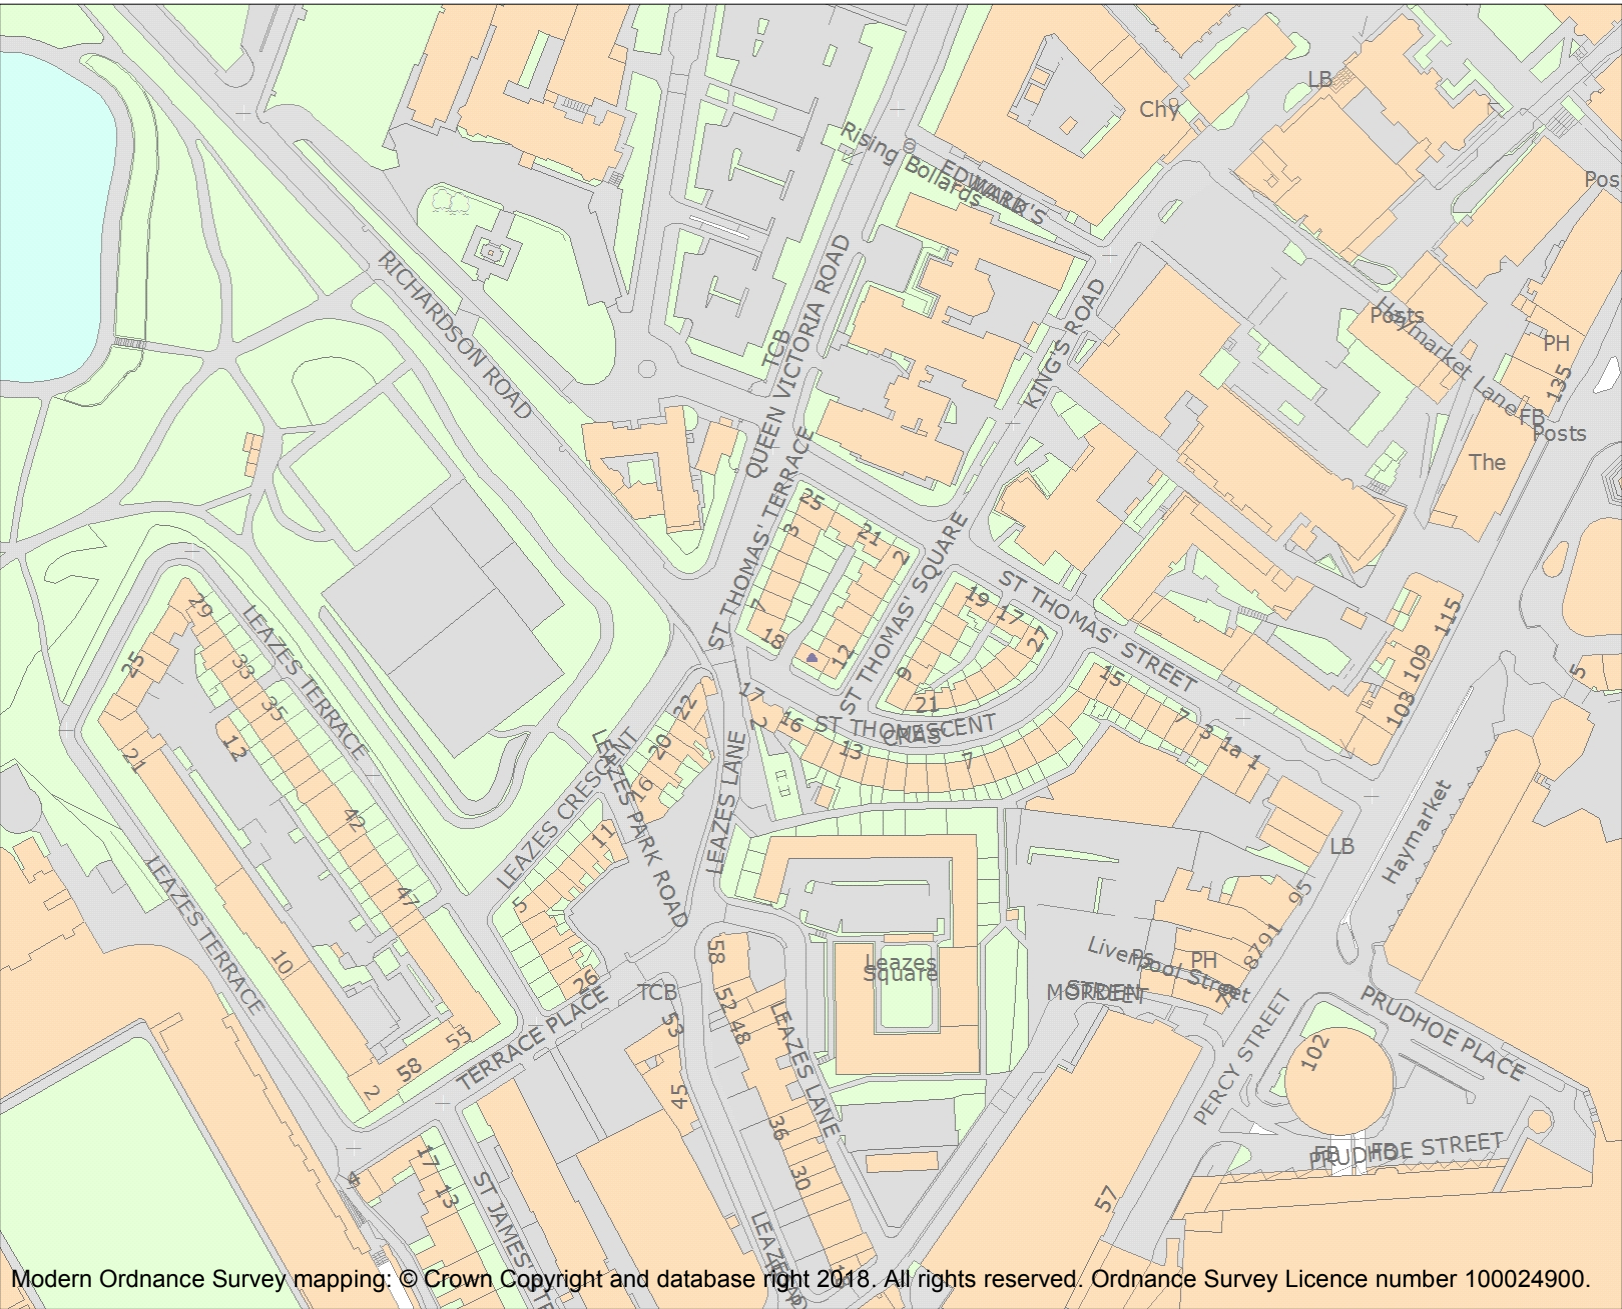 LB
Chy
Rising Bollards
EDWARD'S
WALK
Pos
RICHARDSON ROAD
QUEEN VICTORIA ROAD
TCB
KING'S ROAD
Posts
Haymarket Lane
PH
135
FB
Posts
The
ST THOMAS' TERRACE
25
3
21
2
7
18
12
ST THOMAS' SQUARE
19
17
27
9
21
ST THOMAS' STREET
115
109
103
5
29
LEAZES TERRACE
25
33
35
12
21
42
47
22
20
16
17
2
16
13
ST THOMAS'
CRESCENT
7
15
7
3
1a
1
LEAZES CRESCENT
LEAZES PARK ROAD
LEAZES LANE
11
5
26
Haymarket
LB
95
8791
Liverpool Street
PH
MORDEN
STREET
LEAZES TERRACE
10
55
58
2
TERRACE PLACE
TCB
58
52
48
53
45
LEAZES LANE
36
30
Leazes
Square
PERCY STREET
PRUDHOE PLACE
102
FB
FB
PRUDHOE STREET
57
4
17
13
ST JAMES'
Modern Ordnance Survey mapping: © Crown Copyright and database right 2018. All rights reserved. Ordnance Survey Licence number 100024900.